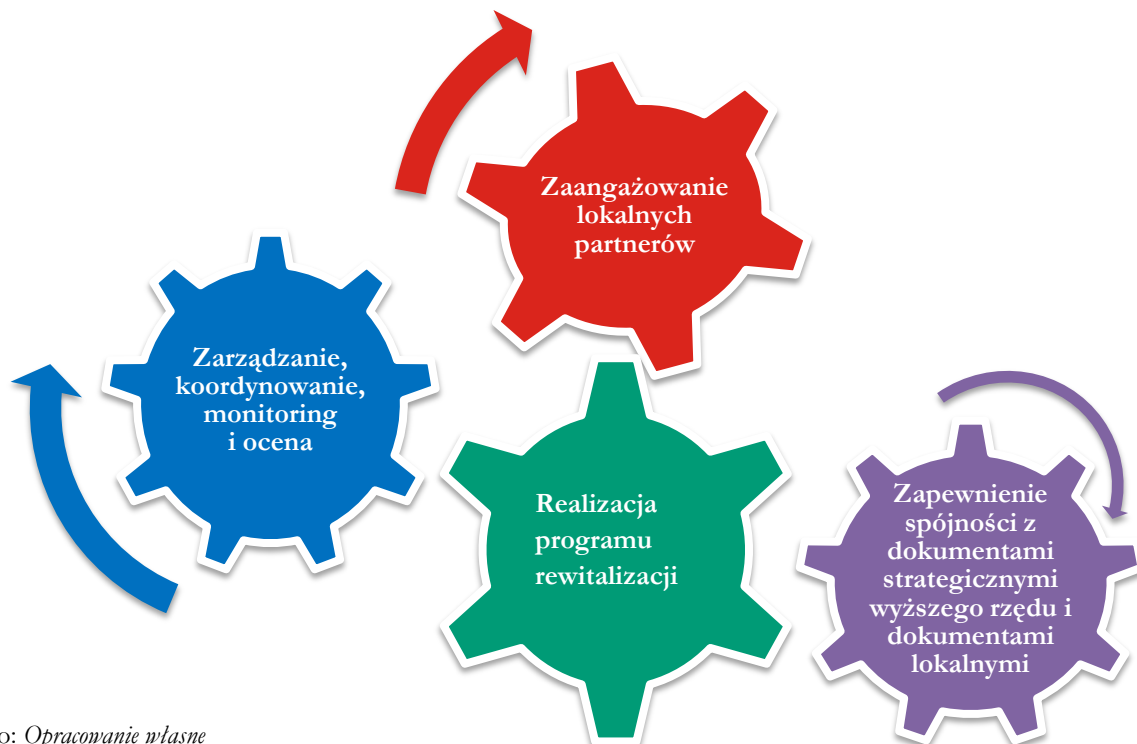 Zaangażowanie
lokalnych
partnerów
Zarządzanie,
koordynowanie,
monitoring
i ocena
Realizacja
programu
rewitalizacji
Zapewnienie
spójności z
dokumentami
strategicznymi
wyższego rzędu i
dokumentami
lokalnymi
o: Opracowanie własne